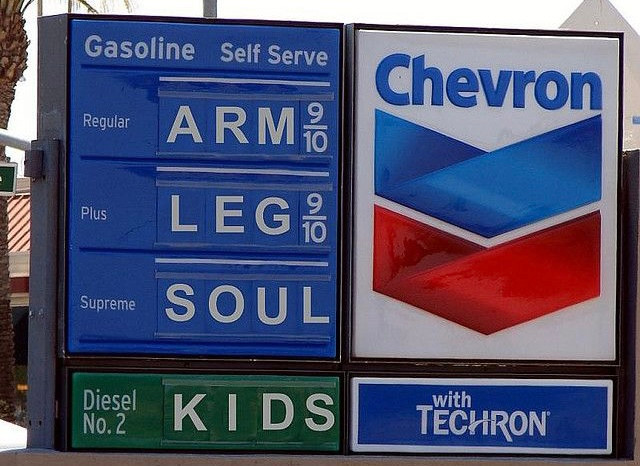 Gasoline Self Serve
Regular ARM 9/10
Plus LEG 9/10
Supreme SOUL
Diesel No. 2 KIDS
Chevron
with
TECHRON